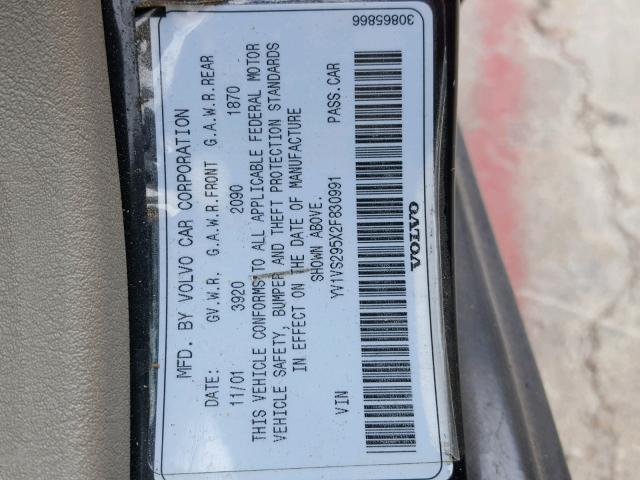 MFD. BY VOLVO CAR CORPORATION
DATE: GV.W.R. G.A.W.R.FRONT G.A.W.R.REAR
11/01 3920 2090 1870
THIS VEHICLE CONFORMS TO ALL APPLICABLE FEDERAL MOTOR
VEHICLE SAFETY, BUMPER AND THEFT PROTECTION STANDARDS
IN EFFECT ON THE DATE OF MANUFACTURE
SHOWN ABOVE.
VIN YV1VS295X2F830991 PASS.CAR
VOLVO
30865866